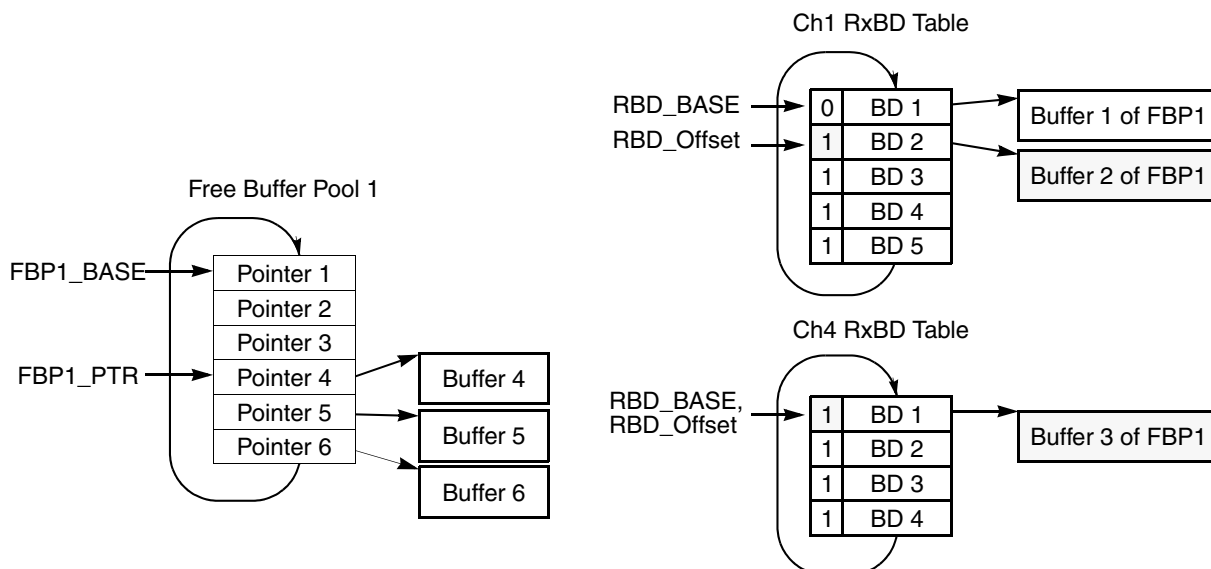 Free Buffer Pool 1
FBP1_BASE
Pointer 1
Pointer 2
Pointer 3
FBP1_PTR
Pointer 4
Pointer 5
Pointer 6
Buffer 4
Buffer 5
Buffer 6
Ch1 RxBD Table
RBD_BASE
0 BD 1
Buffer 1 of FBP1
RBD_Offset
1 BD 2
Buffer 2 of FBP1
1 BD 3
1 BD 4
1 BD 5
Ch4 RxBD Table
RBD_BASE,
RBD_Offset
1 BD 1
Buffer 3 of FBP1
1 BD 2
1 BD 3
1 BD 4